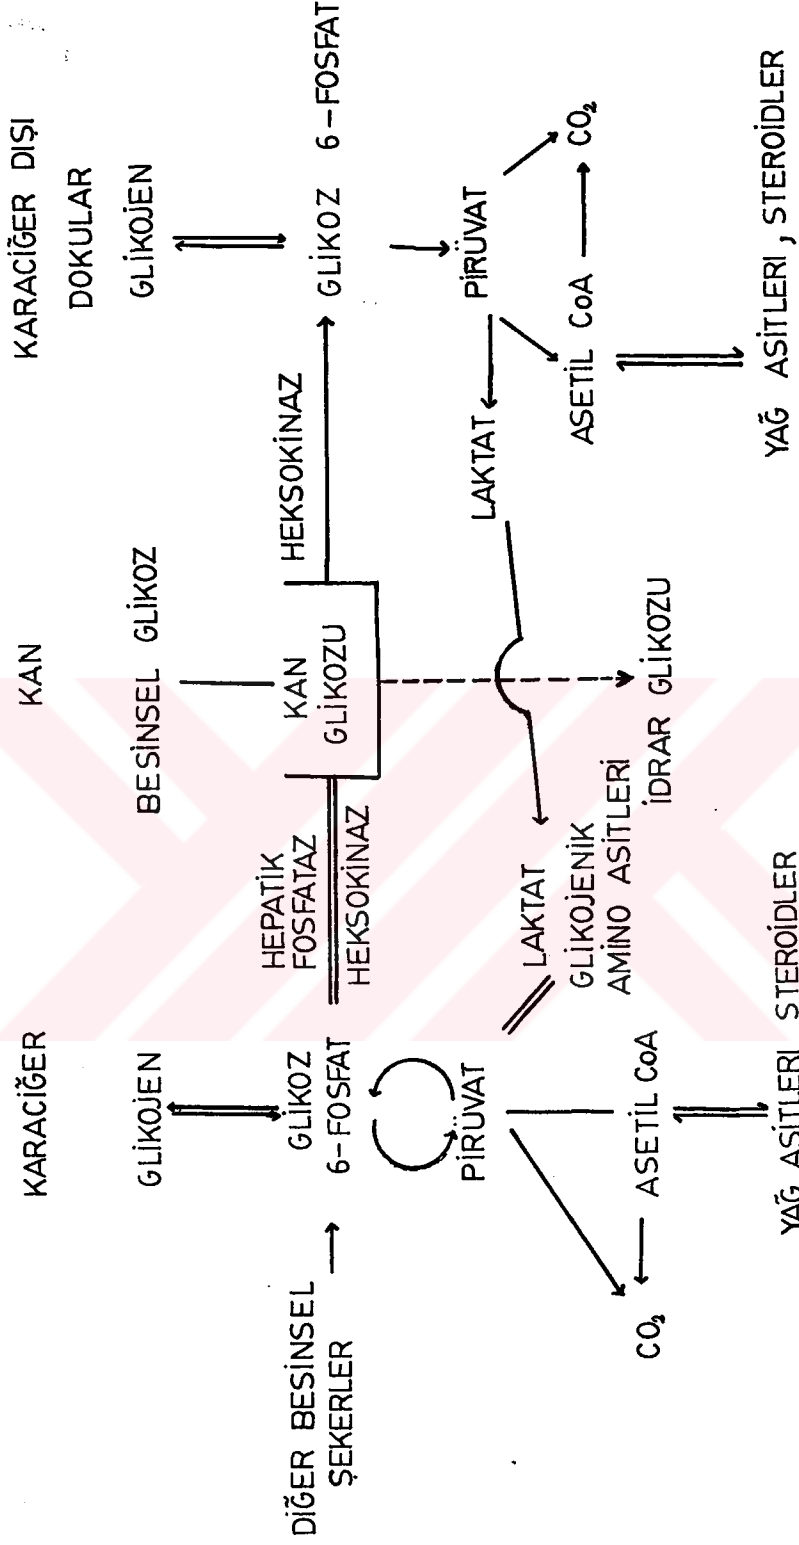 KARACİĞER
KAN
KARACİĞER DIŞI
DOKULAR
GLİKOJEN
BESİNSEL GLİKOZ
GLİKOJEN
DİĞER BESİNSEL
ŞEKERLER
GLİKOZ
6-FOSFAT
HEPATİK
FOSFATAZ
HEKSOKİNAZ
KAN
GLİKOZU
HEKSOKİNAZ
GLİKOZ 6-FOSFAT
PİRÜVAT
LAKTAT
GLİKOJENİK
AMİNO ASİTLERİ
LAKTAT
PİRÜVAT
CO₂
ASETİL CoA
İDRAR GLİKOZU
ASETİL CoA
CO₂
YAĞ ASİTLERİ STEROİDLER
YAĞ ASİTLERI, STEROİDLER